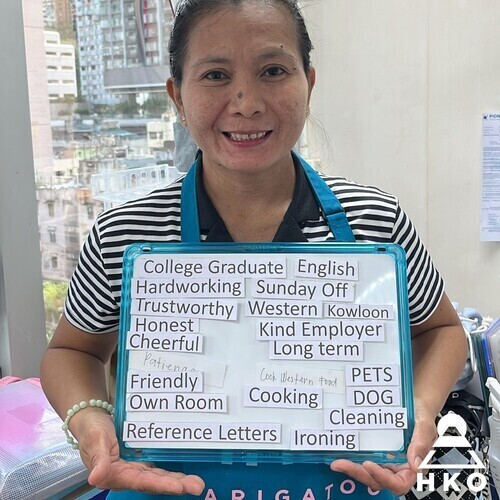 College Graduate English
Hardworking Sunday Off
Trustworthy Western Kowloon
Honest Kind Employer
Cheerful Long term
Cook Western Food PETS
Friendly Cooking DOG
Own Room Cleaning
Reference Letters Ironing
ARIGATO
HKO